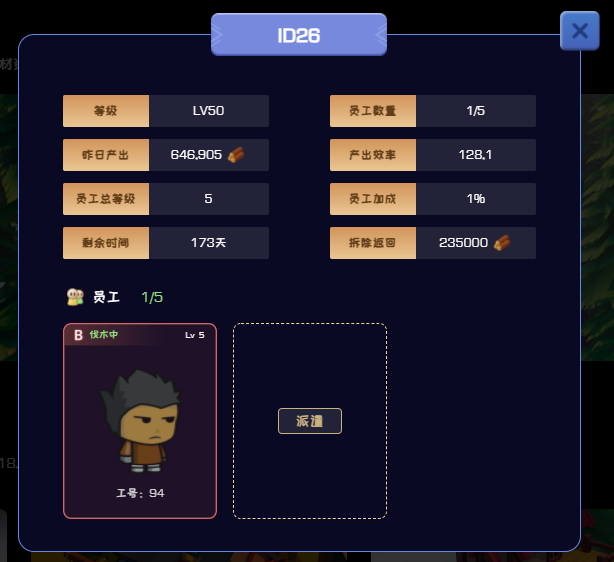 ID26
等级 LV50 员工数量 1/5
昨日产出 646,905 产出效率 128.1
员工总等级 5 员工加成 1%
剩余时间 173天 拆除返回 235000
员工 1/5
B 伐木中 Lv 5
派遣
工号: 94
18.